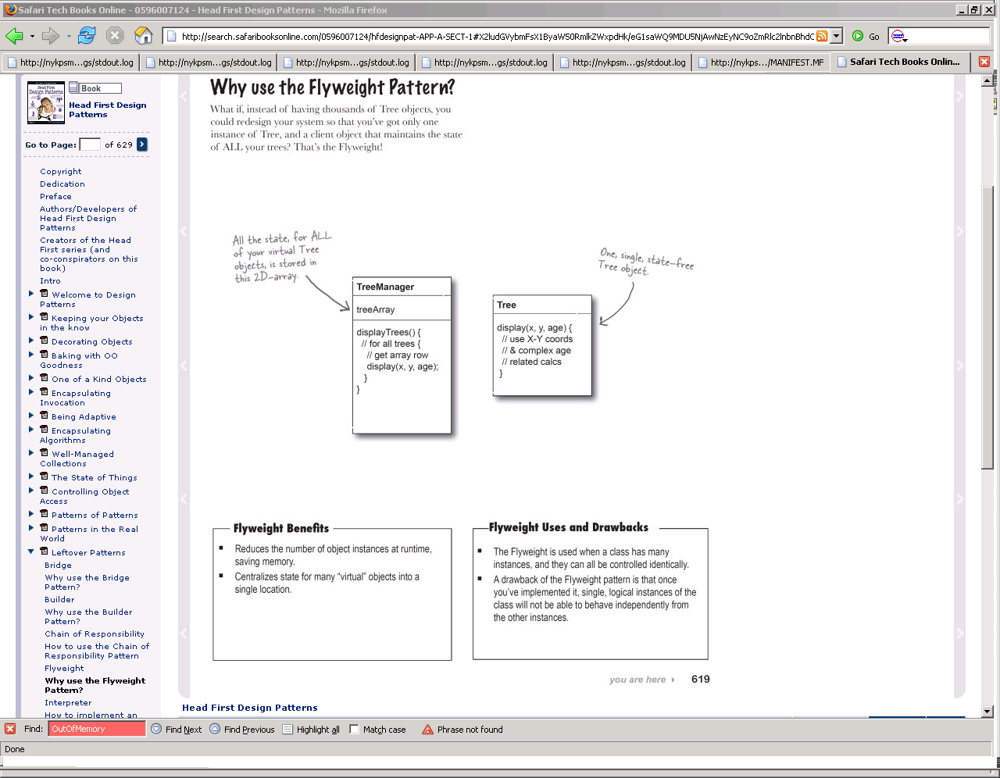 Safari Tech Books Online - 0596007124 - Head First Design Patterns - Mozilla Firefox
http://search.safaribooksonline.com/0596007124/hfdesignpat-APP-A-SECT-1#X2ludGVybmFsX1ByaW50RmlkZWxpdHk/eG1saWQ9MDU5NjAwNzEyNC9oZmRlc2lnbnBhdC
Go
http://nykpsm...gs/stdout.log
http://nykpsm...gs/stdout.log
http://nykpsm...gs/stdout.log
http://nykpsm...gs/stdout.log
http://nykpsm...gs/stdout.log
http://nykps.../MANIFEST.MF
Safari Tech Books Onlin...
Book
Head First Design
Patterns
Go to Page:
of 629
Copyright
Dedication
Preface
Authors/Developers of
Head First Design
Patterns
Creators of the Head
First series (and
co-conspirators on this
book)
Intro
Welcome to Design
Patterns
Keeping your Objects
in the know
Decorating Objects
Baking with OO
Goodness
One of a Kind Objects
Encapsulating
Invocation
Being Adaptive
Encapsulating
Algorithms
Well-Managed
Collections
The State of Things
Controlling Object
Access
Patterns of Patterns
Patterns in the Real
World
Leftover Patterns
Bridge
Why use the Bridge
Pattern?
Builder
Why use the Builder
Pattern?
Chain of Responsibility
How to use the Chain of
Responsibility Pattern
Flyweight
Why use the Flyweight
Pattern?
Interpreter
How to implement an
Why use the Flyweight Pattern?
What if, instead of having thousands of Tree objects, you
could redesign your system so that you've got only one
instance of Tree, and a client object that maintains the state
of ALL your trees? That's the Flyweight!
All the state, for ALL
of your virtual Tree
objects, is stored in
this 2D-array.
TreeManager
treeArray
displayTrees() {
// for all trees {
// get array row
display(x, y, age);
}
}
One, single, state-free
Tree object.
Tree
display(x, y, age) {
// use X-Y coords
// & complex age
// related calcs
}
Flyweight Benefits
Reduces the number of object instances at runtime,
saving memory.
Centralizes state for many “virtual” objects into a
single location.
Flyweight Uses and Drawbacks
The Flyweight is used when a class has many
instances, and they can all be controlled identically.
A drawback of the Flyweight pattern is that once
you've implemented it, single, logical instances of the
class will not be able to behave independently from
the other instances.
you are here
619
Head First Design Patterns
Find:
OutOfMemory
Find Next
Find Previous
Highlight all
Match case
Phrase not found
Done